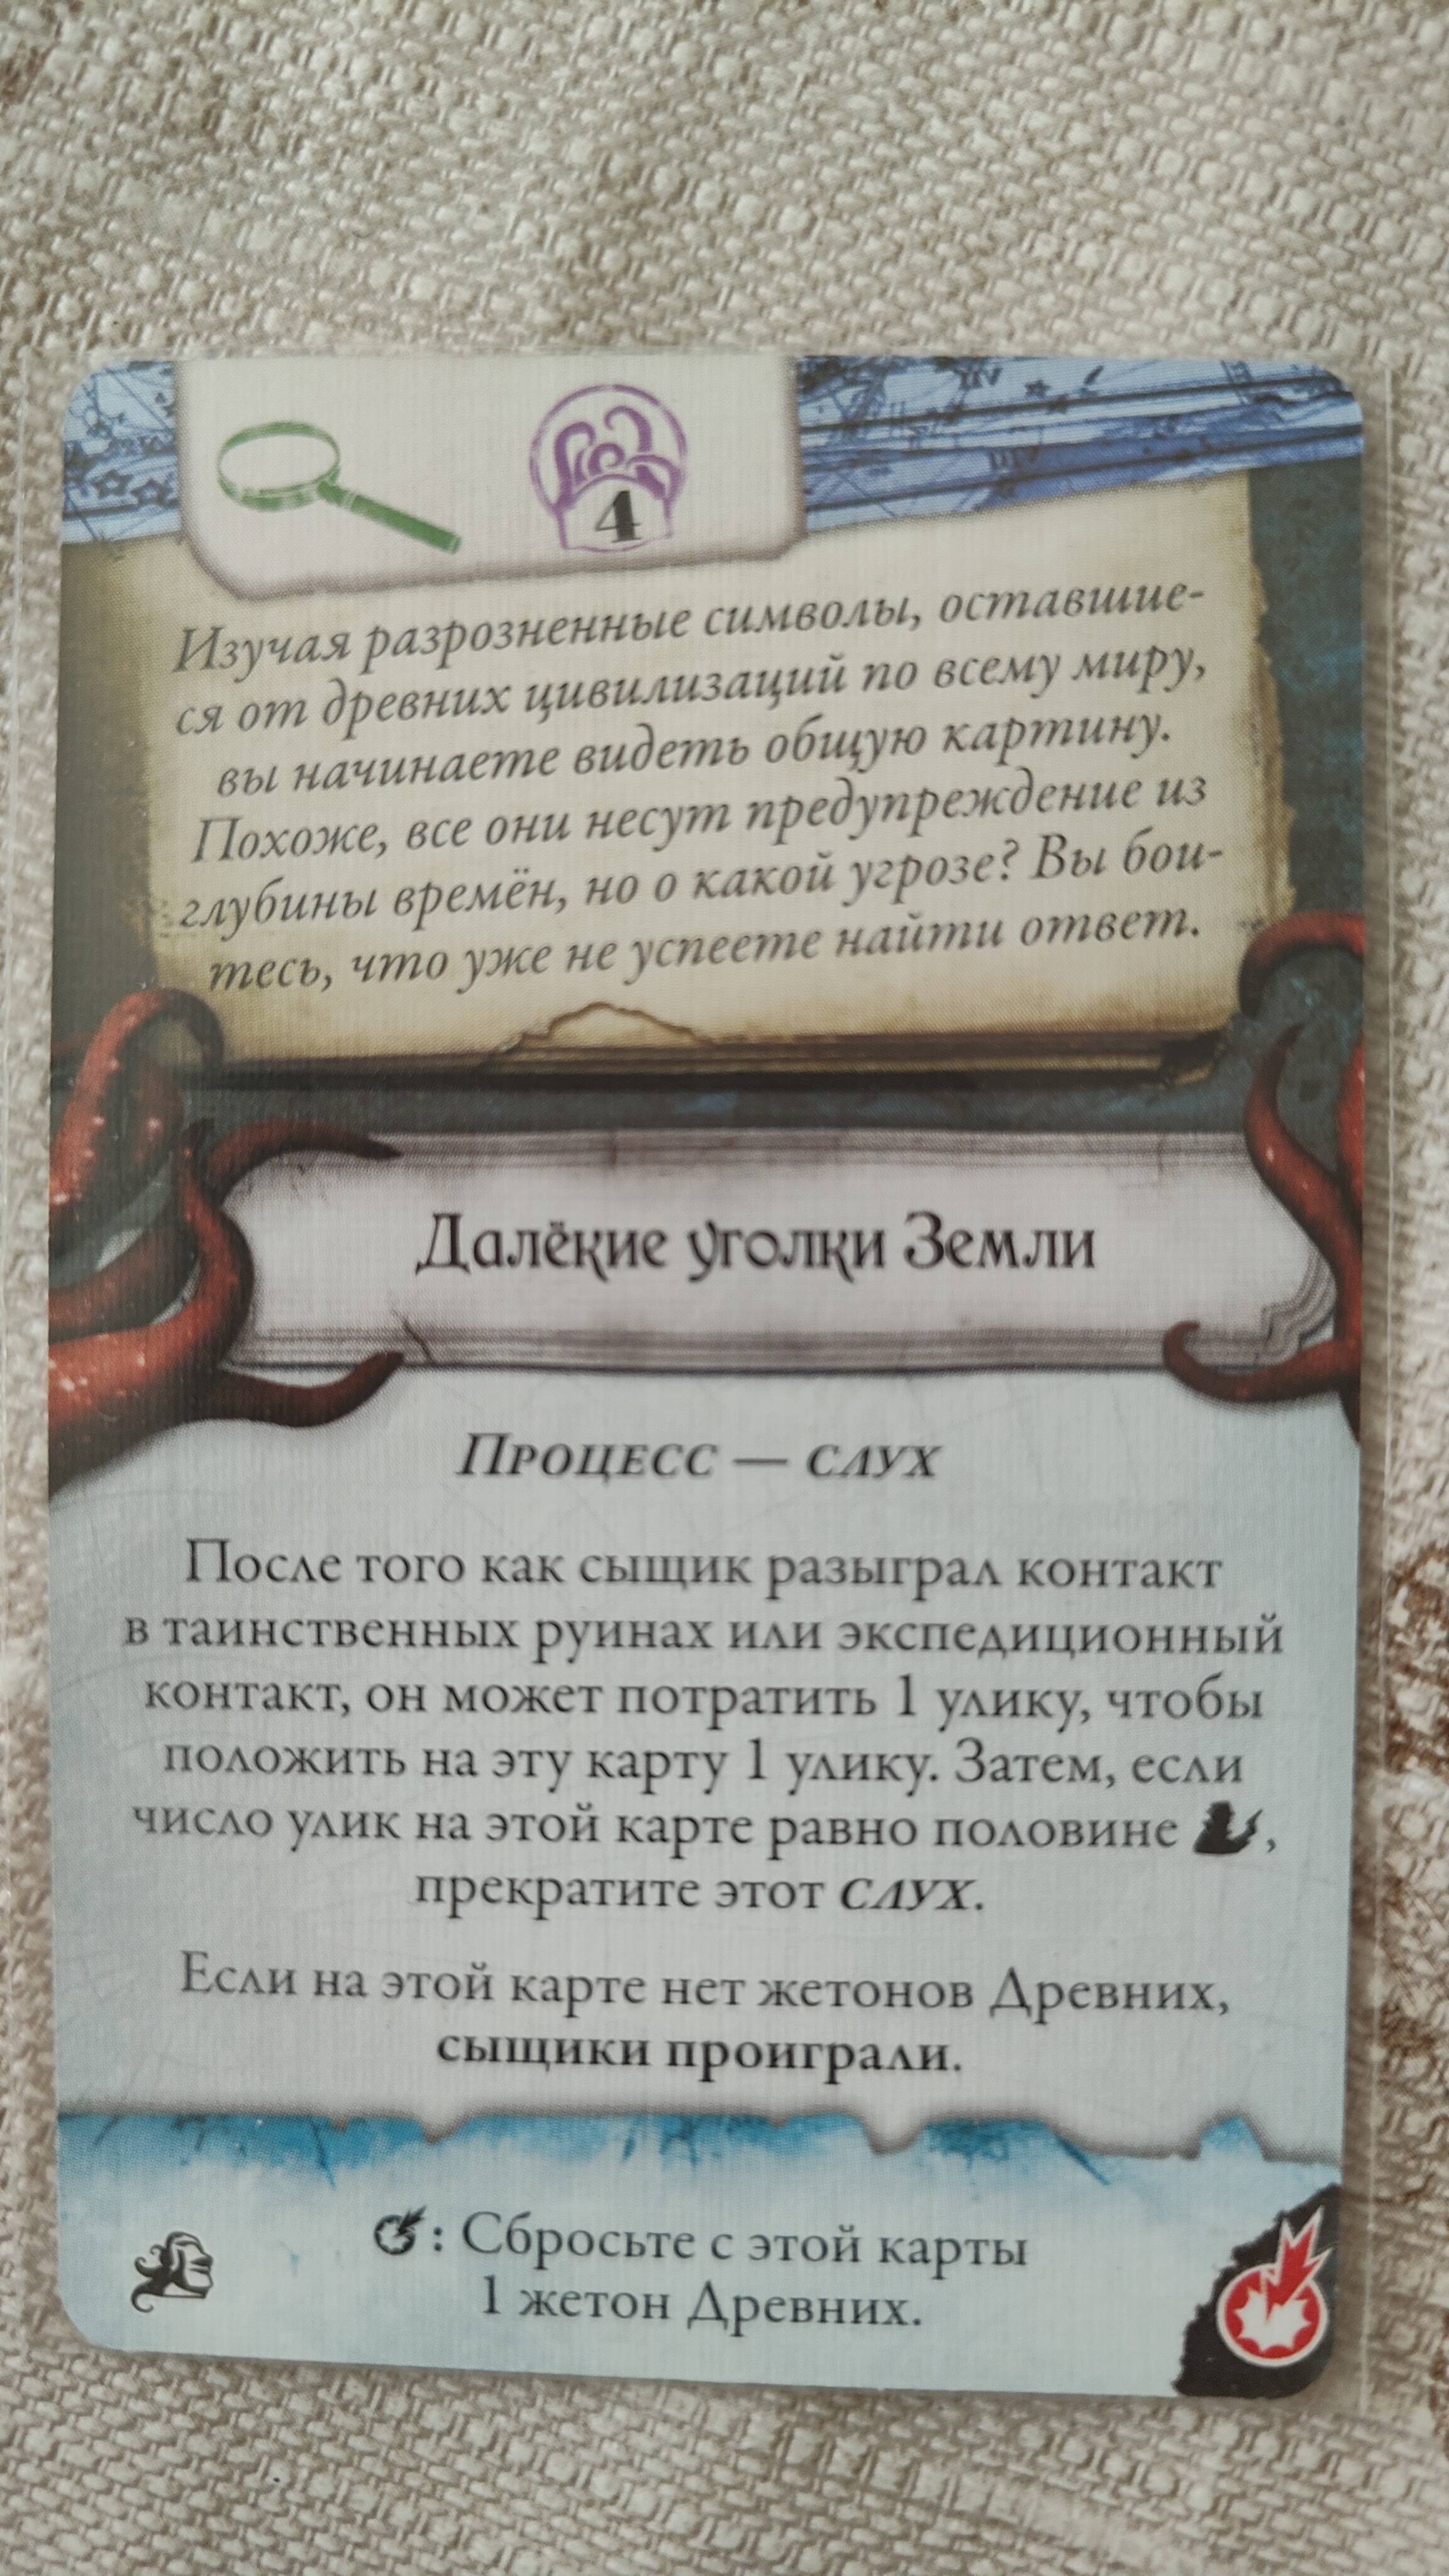 4
Изучая разрозненные символы, оставшие-
ся от древних цивилизаций по всему миру,
вы начинаете видеть общую картину.
Похоже, все они несут предупреждение из
глубины времён, но о какой угрозе? Вы бои-
тесь, что уже не успеете найти ответ.
Далёкие уголки Земли
Процесс — слух
После того как сыщик разыграл контакт
в таинственных руинах или экспедиционный
контакт, он может потратить 1 улику, чтобы
положить на эту карту 1 улику. Затем, если
число улик на этой карте равно половине ,
прекратите этот слух.
Если на этой карте нет жетонов Древних,
сыщики проиграли.
: Сбросьте с этой карты
1 жетон Древних.